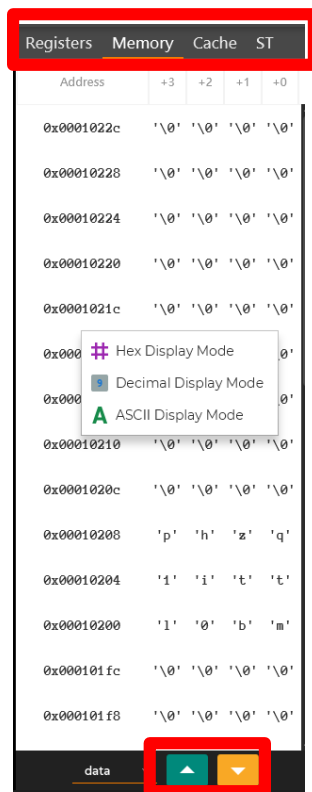 Registers Memory Cache ST
Address +3 +2 +1 +0
0x0001022c '\0' '\0' '\0' '\0'
0x00010228 '\0' '\0' '\0' '\0'
0x00010224 '\0' '\0' '\0' '\0'
0x00010220 '\0' '\0' '\0' '\0'
0x0001021c '\0' '\0' '\0' '\0'
0x000
Hex Display Mode
Decimal Display Mode
0x000
ASCII Display Mode
0x00010210 '\0' '\0' '\0' '\0'
0x0001020c '\0' '\0' '\0' '\0'
0x00010208 'p' 'h' 'z' 'q'
0x00010204 '1' 'i' 't' 't'
0x00010200 'l' '0' 'b' 'm'
0x000101fc '\0' '\0' '\0' '\0'
0x000101f8 '\0' '\0' '\0' '\0'
data